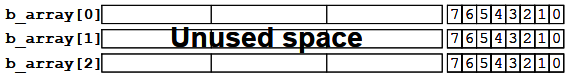 b_array[0] 7 6 5 4 3 2 1 0
b_array[1] Unused space 7 6 5 4 3 2 1 0
b_array[2] 7 6 5 4 3 2 1 0